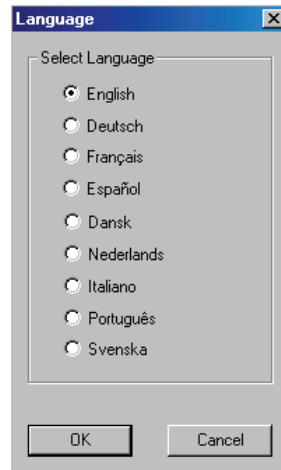 Language
Select Language
English
Deutsch
Français
Español
Dansk
Nederlands
Italiano
Português
Svenska
OK Cancel